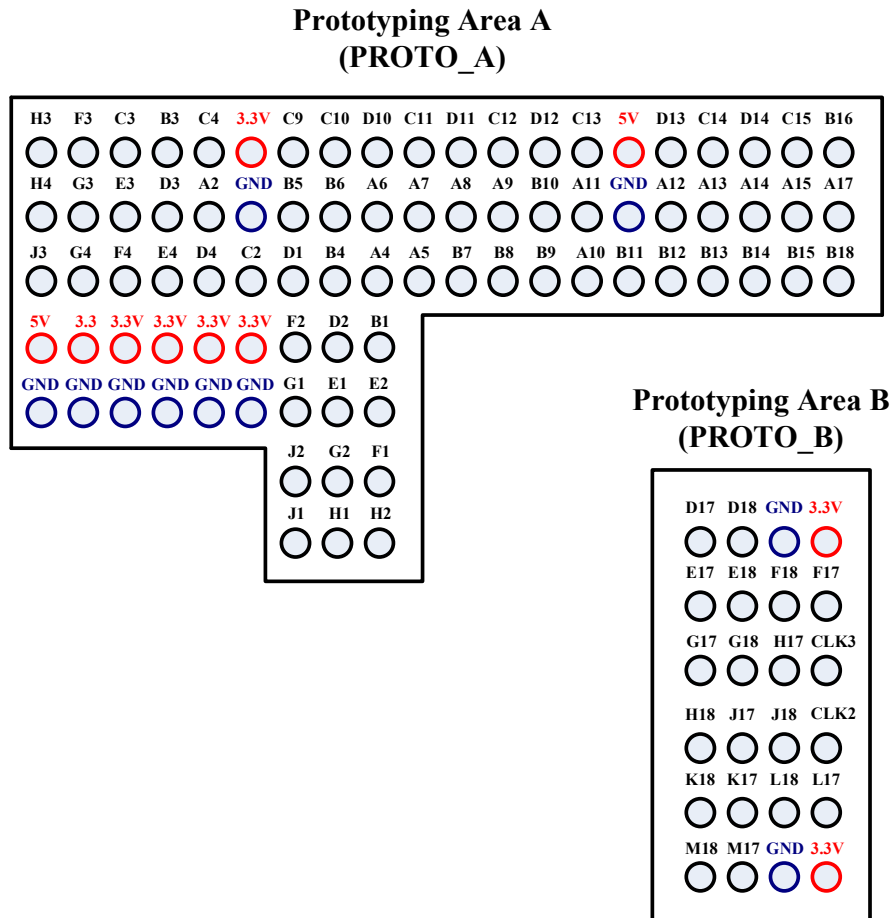 Prototyping Area A
(PROTO_A)
H3 F3 C3 B3 C4 3.3V C9 C10 D10 C11 D11 C12 D12 C13 5V D13 C14 D14 C15 B16
H4 G3 E3 D3 A2 GND B5 B6 A6 A7 A8 A9 B10 A11 GND A12 A13 A14 A15 A17
J3 G4 F4 E4 D4 C2 D1 B4 A4 A5 B7 B8 B9 A10 B11 B12 B13 B14 B15 B18
5V 3.3 3.3V 3.3V 3.3V 3.3V F2 D2 B1
GND GND GND GND GND GND G1 E1 E2
J2 G2 F1
J1 H1 H2
Prototyping Area B
(PROTO_B)
D17 D18 GND 3.3V
E17 E18 F18 F17
G17 G18 H17 CLK3
H18 J17 J18 CLK2
K18 K17 L18 L17
M18 M17 GND 3.3V